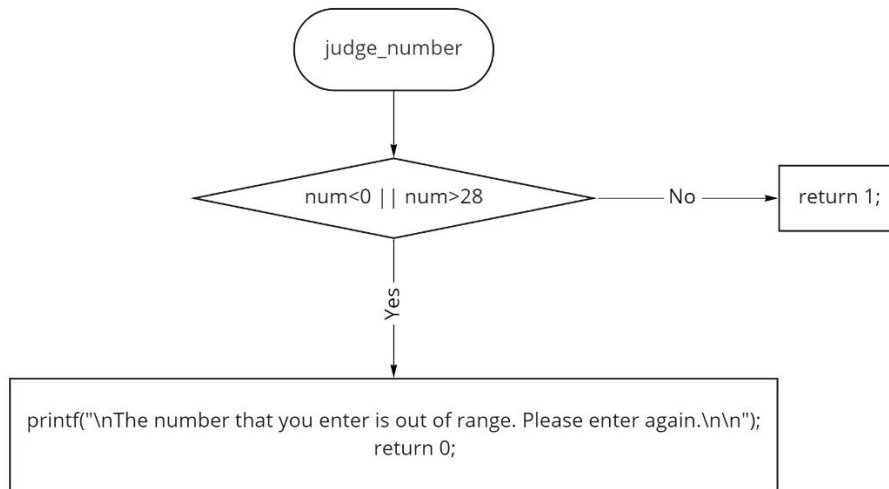 judge_number
num<0 || num>28
No
return 1;
Yes
printf("\nThe number that you enter is out of range. Please enter again.\n\n");
return 0;